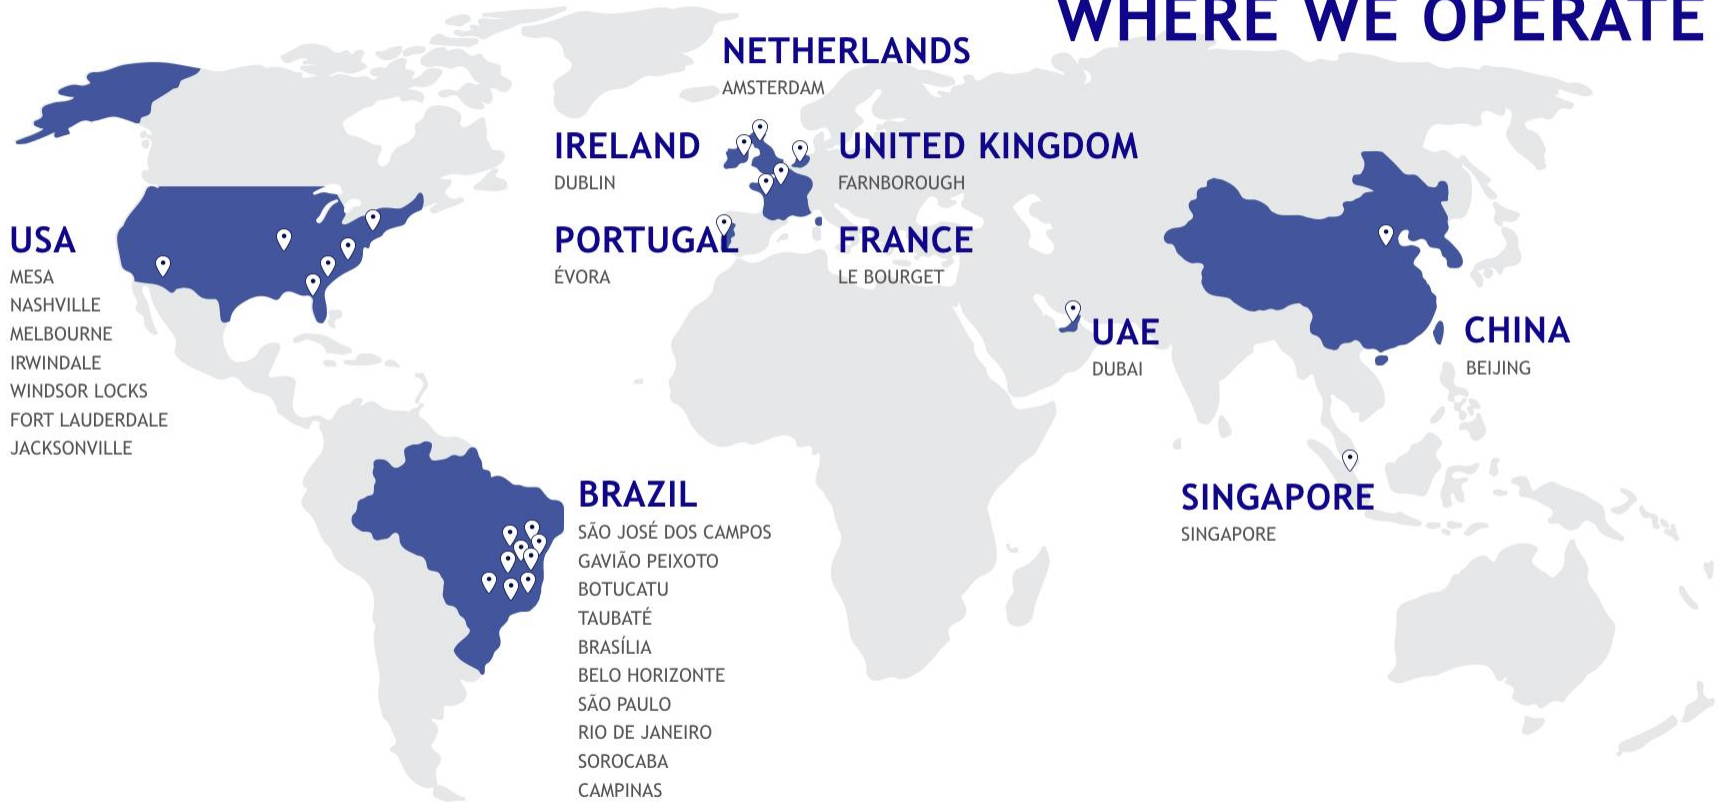 WHERE WE OPERATE
NETHERLANDS
AMSTERDAM
IRELAND
DUBLIN
UNITED KINGDOM
FARNBOROUGH
PORTUGAL
ÉVORA
FRANCE
LE BOURGET
USA
MESA
NASHVILLE
MELBOURNE
IRWINDALE
WINDSOR LOCKS
FORT LAUDERDALE
JACKSONVILLE
UAE
DUBAI
CHINA
BEIJING
BRAZIL
SÃO JOSÉ DOS CAMPOS
GAVIÃO PEIXOTO
BOTUCATU
TAUBATÉ
BRASÍLIA
BELO HORIZONTE
SÃO PAULO
RIO DE JANEIRO
SOROCABA
CAMPINAS
SINGAPORE
SINGAPORE